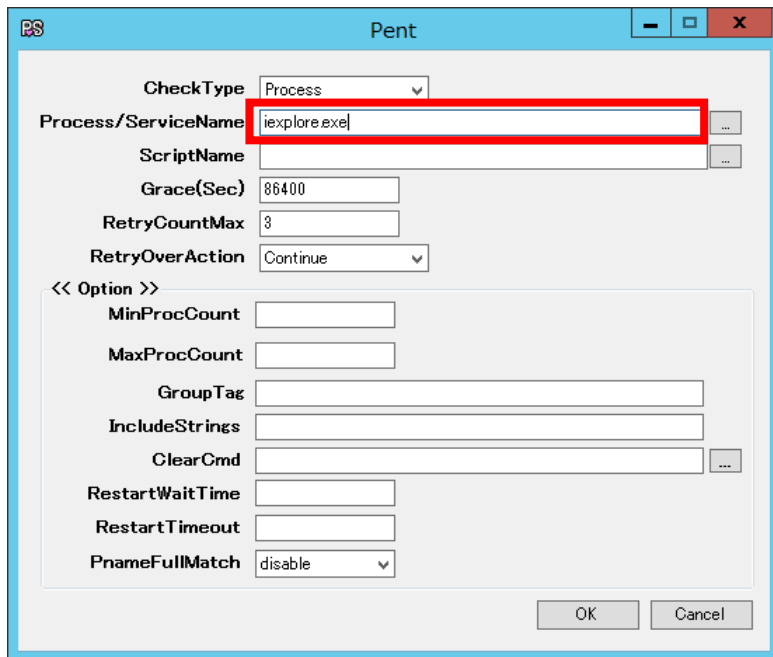 PS Pent
CheckType Process
Process/ServiceName iexplore.exe ...
ScriptName ...
Grace(Sec) 86400
RetryCountMax 3
RetryOverAction Continue
<< Option >>
MinProcCount
MaxProcCount
GroupTag
IncludeStrings
ClearCmd ...
RestartWaitTime
RestartTimeout
PnameFullMatch disable
OK Cancel